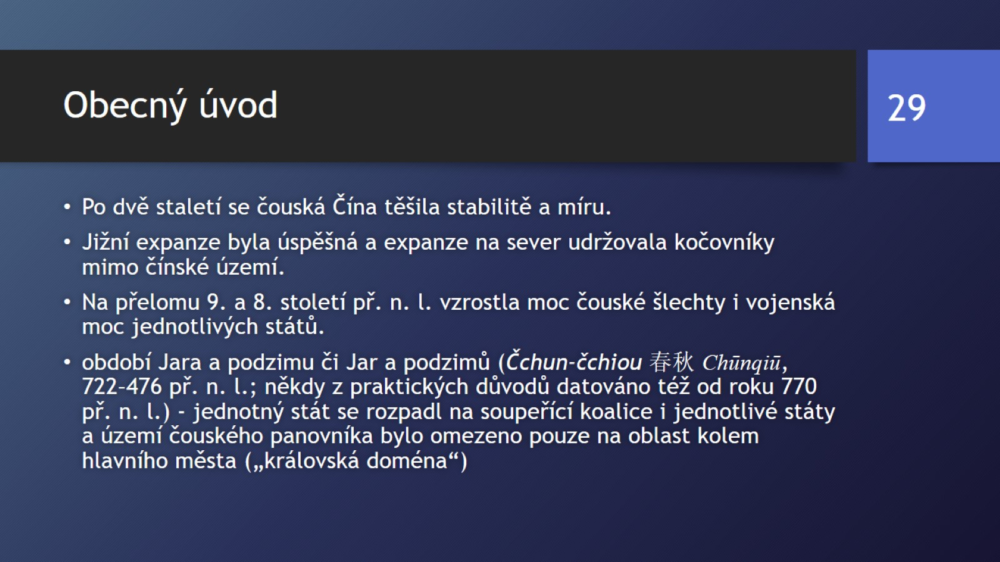 Obecný úvod
29
• Po dvě staletí se čouská Čína těšila stabilitě a míru.
• Jižní expanze byla úspěšná a expanze na sever udržovala kočovníky
mimo čínské území.
• Na přelomu 9. a 8. století př. n. l. vzrostla moc čouské šlechty i vojenská
moc jednotlivých států.
• období Jara a podzimu či Jar a podzimů (Čchun-čchiou 春秋 Chūnqiū,
722–476 př. n. l.; někdy z praktických důvodů datováno též od roku 770
př. n. l.) - jednotný stát se rozpadl na soupeřící koalice i jednotlivé státy
a území čouského panovníka bylo omezeno pouze na oblast kolem
hlavního města („královská doména“)